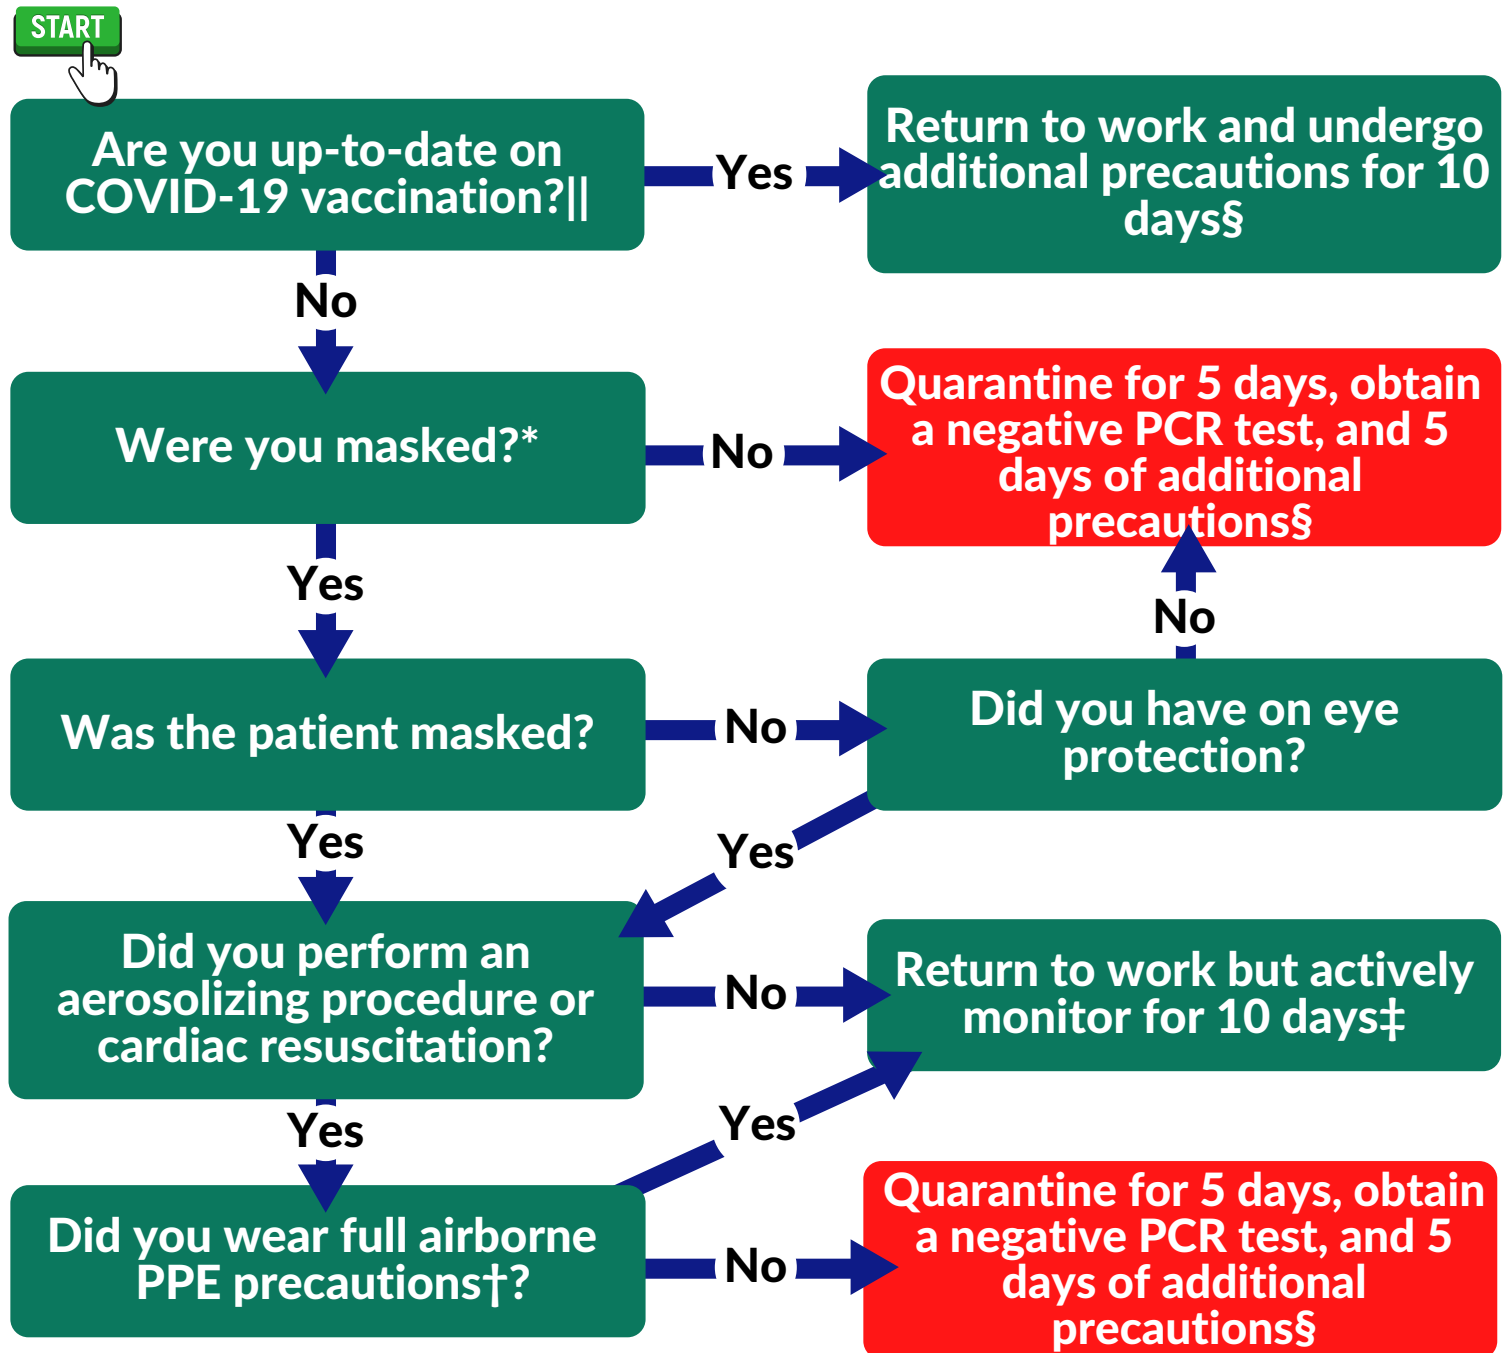 START
Are you up-to-date on
COVID-19 vaccination?||
Yes
Return to work and undergo
additional precautions for 10
days§
No
Were you masked?*
No
Quarantine for 5 days, obtain
a negative PCR test, and 5
days of additional
precautions§
Yes
No
Was the patient masked?
No
Did you have on eye
protection?
Yes
Yes
Did you perform an
aerosolizing procedure or
cardiac resuscitation?
No
Return to work but actively
monitor for 10 days‡
Yes
Yes
Did you wear full airborne
PPE precautions†?
No
Quarantine for 5 days, obtain
a negative PCR test, and 5
days of additional
precautions§